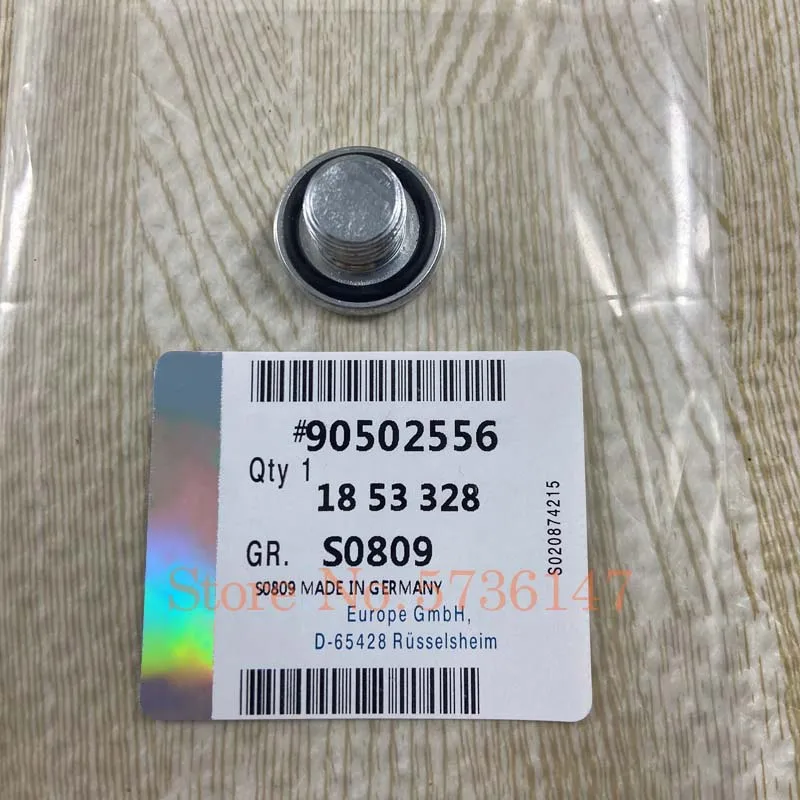 #90502556
Qty 1
18 53 328
GR. S0809
S0809 MADE IN GERMANY
Europe GmbH,
D-65428 Rüsselsheim
S020874215
Store No.5736147